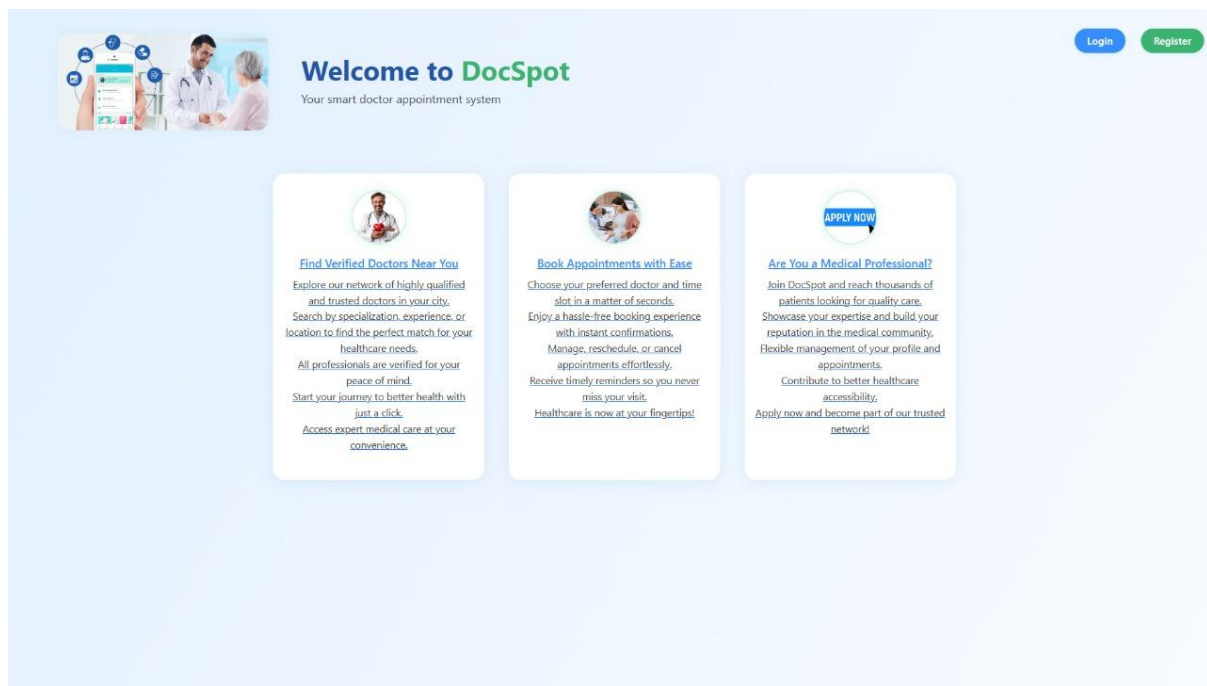 Login
Register
Welcome to DocSpot
Your smart doctor appointment system
Find Verified Doctors Near You
Explore our network of highly qualified
and trusted doctors in your city.
Search by specialization, experience, or
location to find the perfect match for your
healthcare needs.
All professionals are verified for your
peace of mind.
Start your journey to better health with
just a click.
Access expert medical care at your
convenience.
Book Appointments with Ease
Choose your preferred doctor and time
slot in a matter of seconds.
Enjoy a hassle-free booking experience
with instant confirmations.
Manage, reschedule, or cancel
appointments effortlessly.
Receive timely reminders so you never
miss your visit.
Healthcare is now at your fingertips!
APPLY NOW
Are You a Medical Professional?
Join DocSpot and reach thousands of
patients looking for quality care.
Showcase your expertise and build your
reputation in the medical community.
Flexible management of your profile and
appointments.
Contribute to better healthcare
accessibility.
Apply now and become part of our trusted
network!